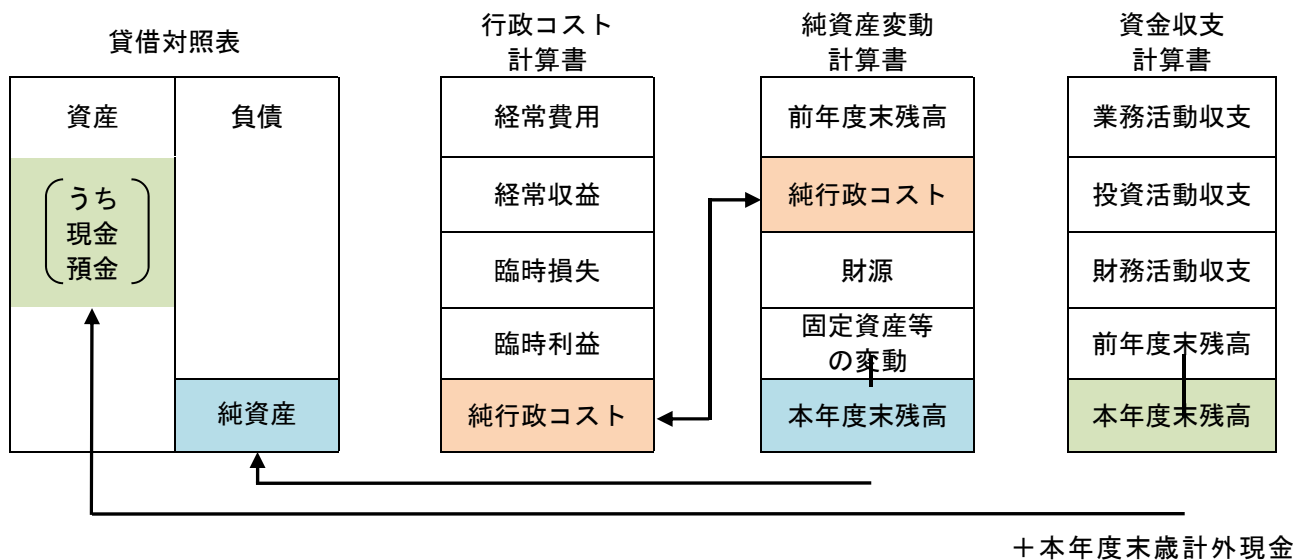 貸借対照表
資産
負債
うち
現金
預金
純資産
行政コスト
計算書
経常費用
経常収益
臨時損失
臨時利益
純行政コスト
純資産変動
計算書
前年度末残高
純行政コスト
財源
固定資産等
の変動
本年度末残高
資金収支
計算書
業務活動収支
投資活動収支
財務活動収支
前年度末残高
本年度末残高
＋本年度末歳計外現金